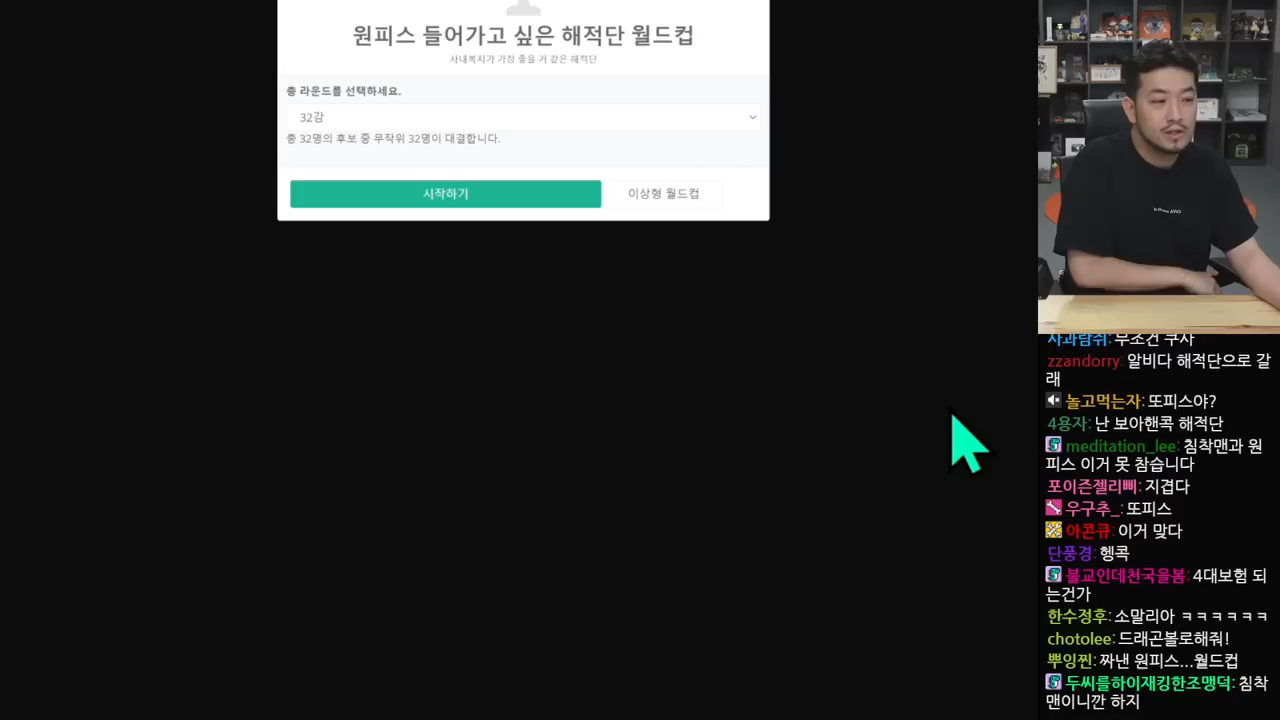 원피스 들어가고 싶은 해적단 월드컵
사내복지가 가장 좋을 거 같은 해적단
총 라운드를 선택하세요.
32강
총 32명의 후보 중 무작위 32명이 대결합니다.
시작하기
이상형 월드컵
사과람쥐: 무조건 쿠사
zzandorry: 알비다 해적단으로 갈
래
놀고먹는자: 또피스야?
4용자: 난 보아핸콕 해적단
meditation_lee: 침착맨과 원
피스 이거 못 참습니다
포이즌젤리삐: 지겹다
우구추_: 또피스
아콘큐: 이거 맞다
단풍경: 헹콕
불교인데천국을봄: 4대보험 되
는건가
한수정후: 소말리아 ㅋㅋㅋㅋㅋㅋ
chotolee: 드래곤볼로해줘!
뿌잉찐: 짜낸 원피스...월드컵
두씨를하이재킹한조맹덕: 침착
맨이니깐 하지